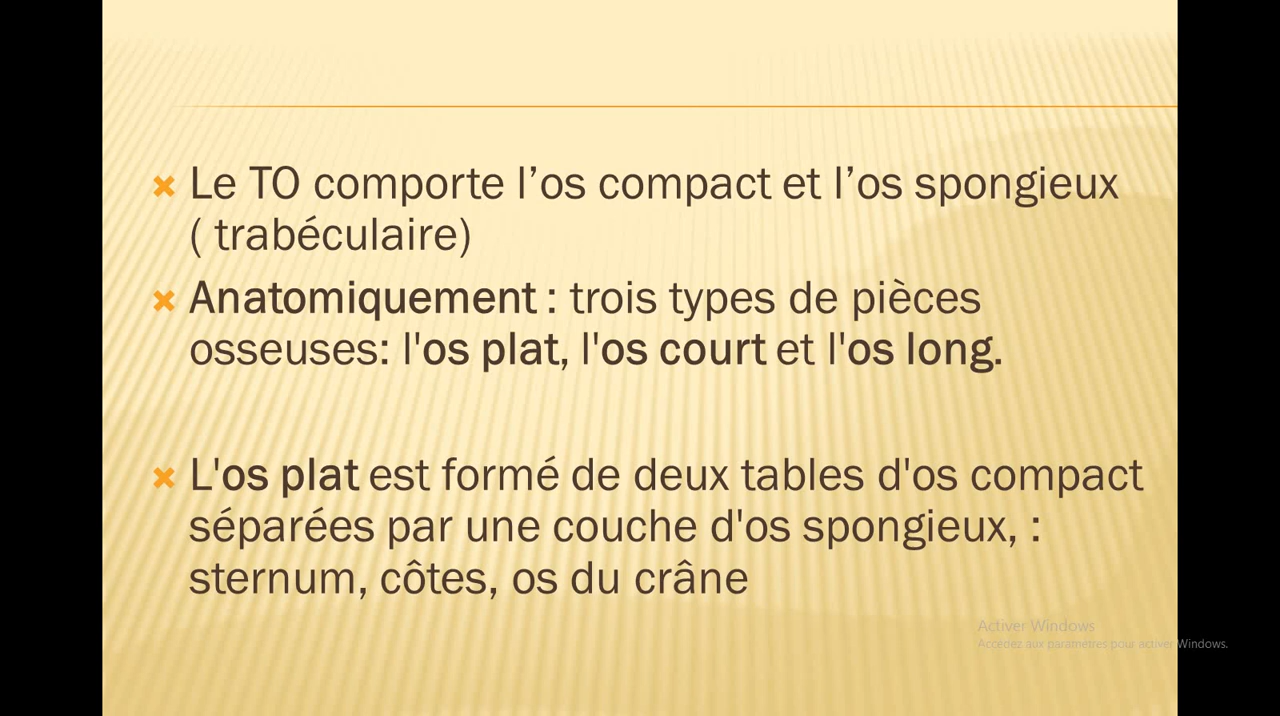 Le TO comporte l’os compact et l’os spongieux
( trabéculaire)
Anatomiquement : trois types de pièces
osseuses: l'os plat, l'os court et l'os long.
L'os plat est formé de deux tables d'os compact
séparées par une couche d'os spongieux, :
sternum, côtes, os du crâne
Activer Windows
Accédez aux paramètres pour activer Windows.